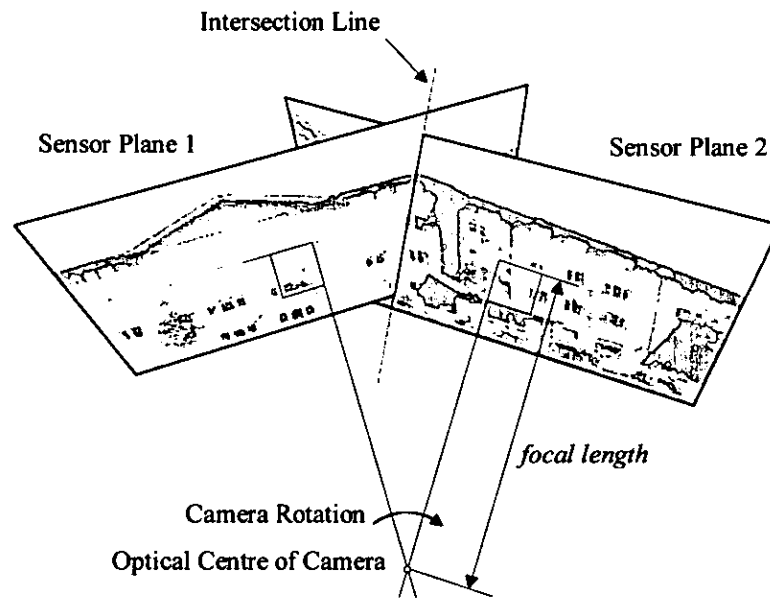 Intersection Line
Sensor Plane 1
Sensor Plane 2
focal length
Camera Rotation
Optical Centre of Camera